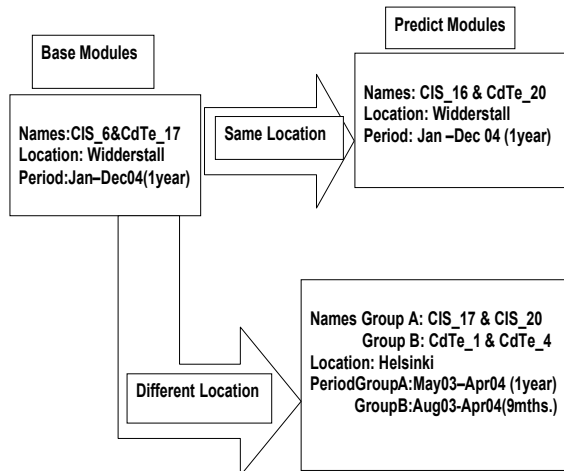 Base Modules
Predict Modules
Names:CIS_6&CdTe_17
Location: Widderstall
Period:Jan–Dec04(1year)
Same Location
Names: CIS_16 & CdTe_20
Location: Widderstall
Period: Jan –Dec 04 (1year)
Different Location
Names Group A: CIS_17 & CIS_20
Group B: CdTe_1 & CdTe_4
Location: Helsinki
PeriodGroupA:May03–Apr04 (1year)
GroupB:Aug03-Apr04(9mths.)